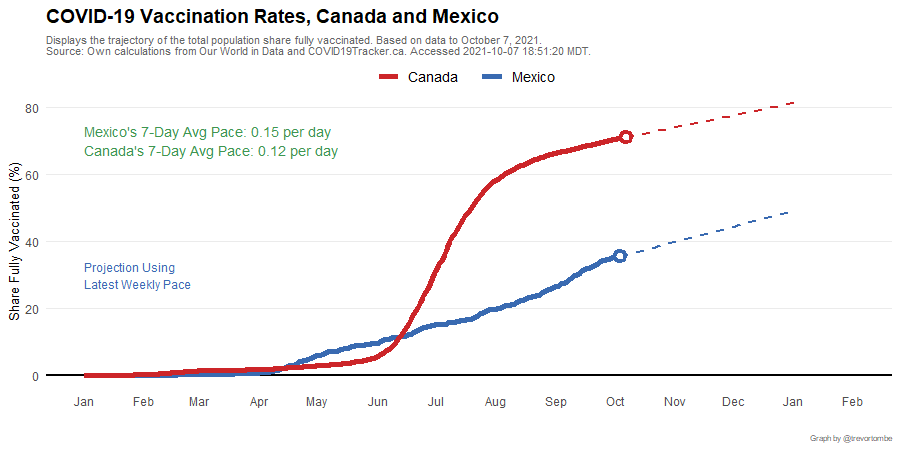 COVID-19 Vaccination Rates, Canada and Mexico
Displays the trajectory of the total population share fully vaccinated. Based on data to October 7, 2021.
Source: Own calculations from Our World in Data and COVID19Tracker.ca. Accessed 2021-10-07 18:51:20 MDT.
Canada Mexico
Share Fully Vaccinated (%)
80
60
40
20
0
Mexico's 7-Day Avg Pace: 0.15 per day
Canada's 7-Day Avg Pace: 0.12 per day
Projection Using
Latest Weekly Pace
Jan Feb Mar Apr May Jun Jul Aug Sep Oct Nov Dec Jan Feb
Graph by @trevortombe